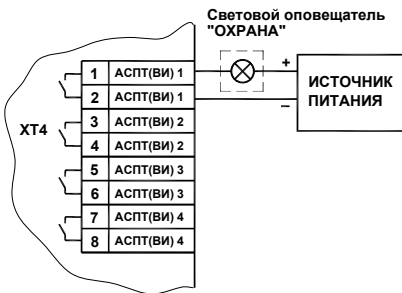 Световой оповещатель
"ОХРАНА"
+
ИСТОЧНИК
ПИТАНИЯ
–
XT4
1 АСПТ(ВИ) 1
2 АСПТ(ВИ) 1
3 АСПТ(ВИ) 2
4 АСПТ(ВИ) 2
5 АСПТ(ВИ) 3
6 АСПТ(ВИ) 3
7 АСПТ(ВИ) 4
8 АСПТ(ВИ) 4